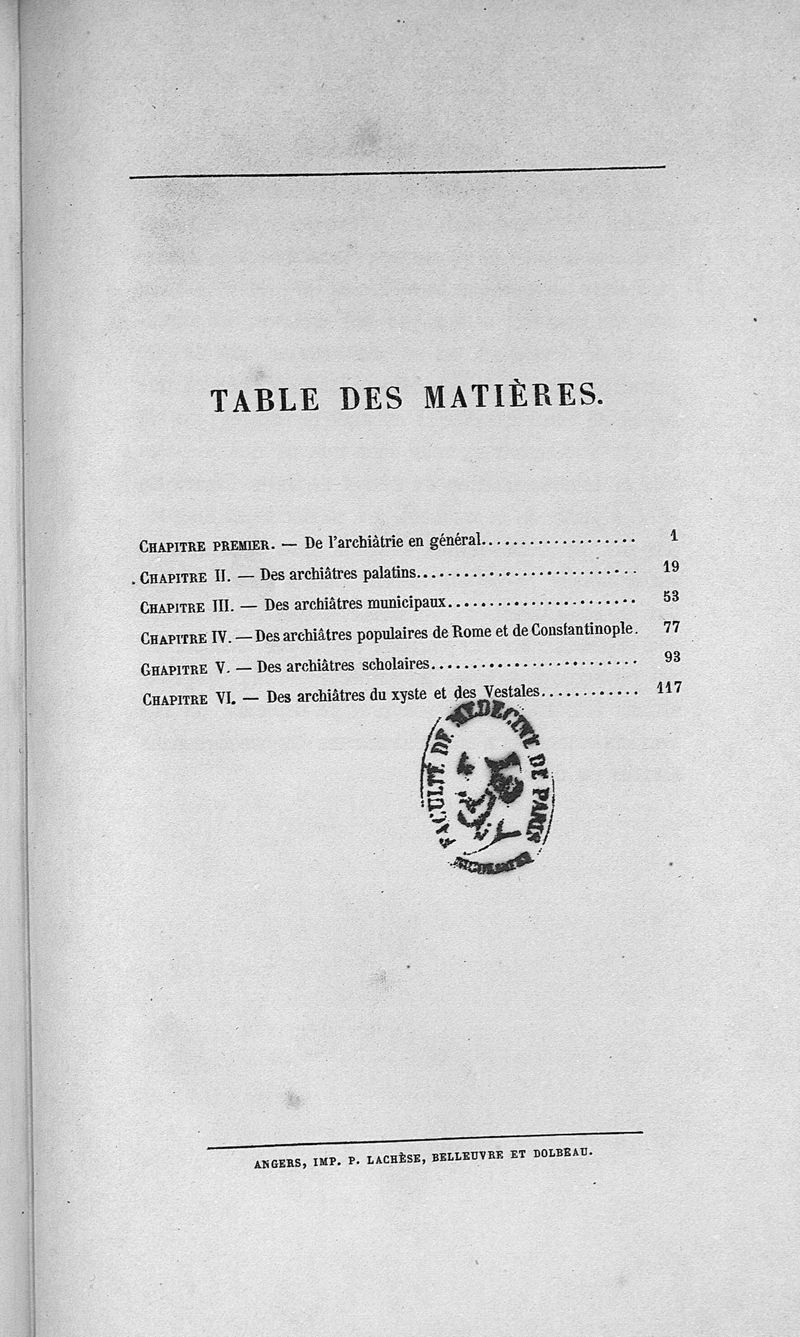 TABLE DES MATIÈRES.
CHAPITRE PREMIER. — De l'archiâtrie en général................... 1
CHAPITRE II. — Des archiâtres palatins.......................... 19
CHAPITRE III. — Des archiâtres municipaux....................... 53
CHAPITRE IV. — Des archiâtres populaires de Rome et de Constantinople. 77
CHAPITRE V. — Des archiâtres scholaires......................... 93
CHAPITRE VI. — Des archiâtres du xyste et des Vestales............ 117
FACULTÉ DE MÉDECINE DE PARIS
ANGERS, IMP. P. LACHÈSE, BELLEUVRE ET DOLBEAU.